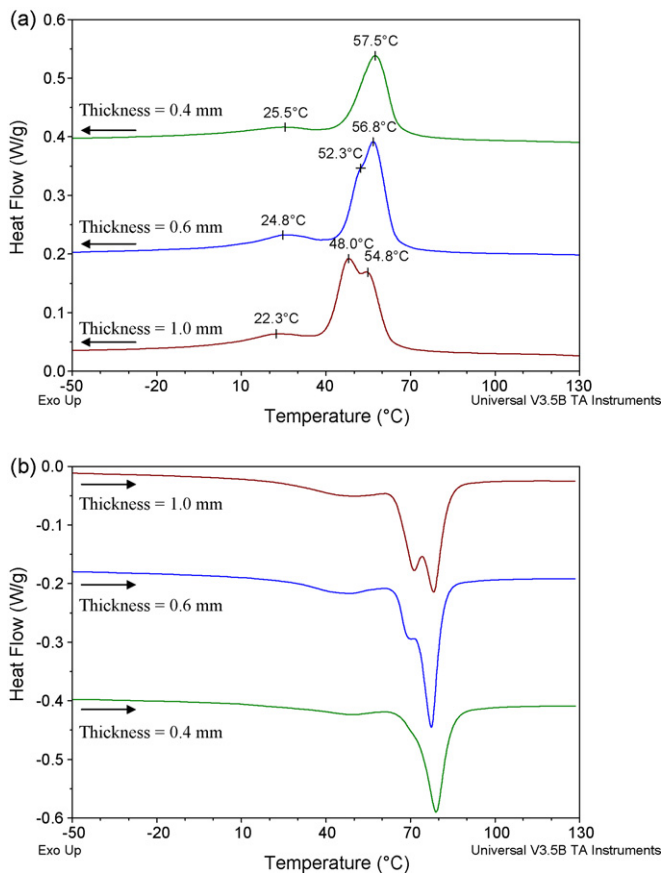 (a)
0.6
0.5
0.4
0.3
0.2
0.1
0.0
Heat Flow (W/g)
57.5°C
Thickness = 0.4 mm
25.5°C
56.8°C
52.3°C
Thickness = 0.6 mm
24.8°C
48.0°C
54.8°C
Thickness = 1.0 mm
22.3°C
-50 -20 10 40 70 100 130
Exo Up
Temperature (°C)
Universal V3.5B TA Instruments
(b)
0.0
-0.1
-0.2
-0.3
-0.4
-0.5
-0.6
Heat Flow (W/g)
Thickness = 1.0 mm
Thickness = 0.6 mm
Thickness = 0.4 mm
-50 -20 10 40 70 100 130
Exo Up
Temperature (°C)
Universal V3.5B TA Instruments